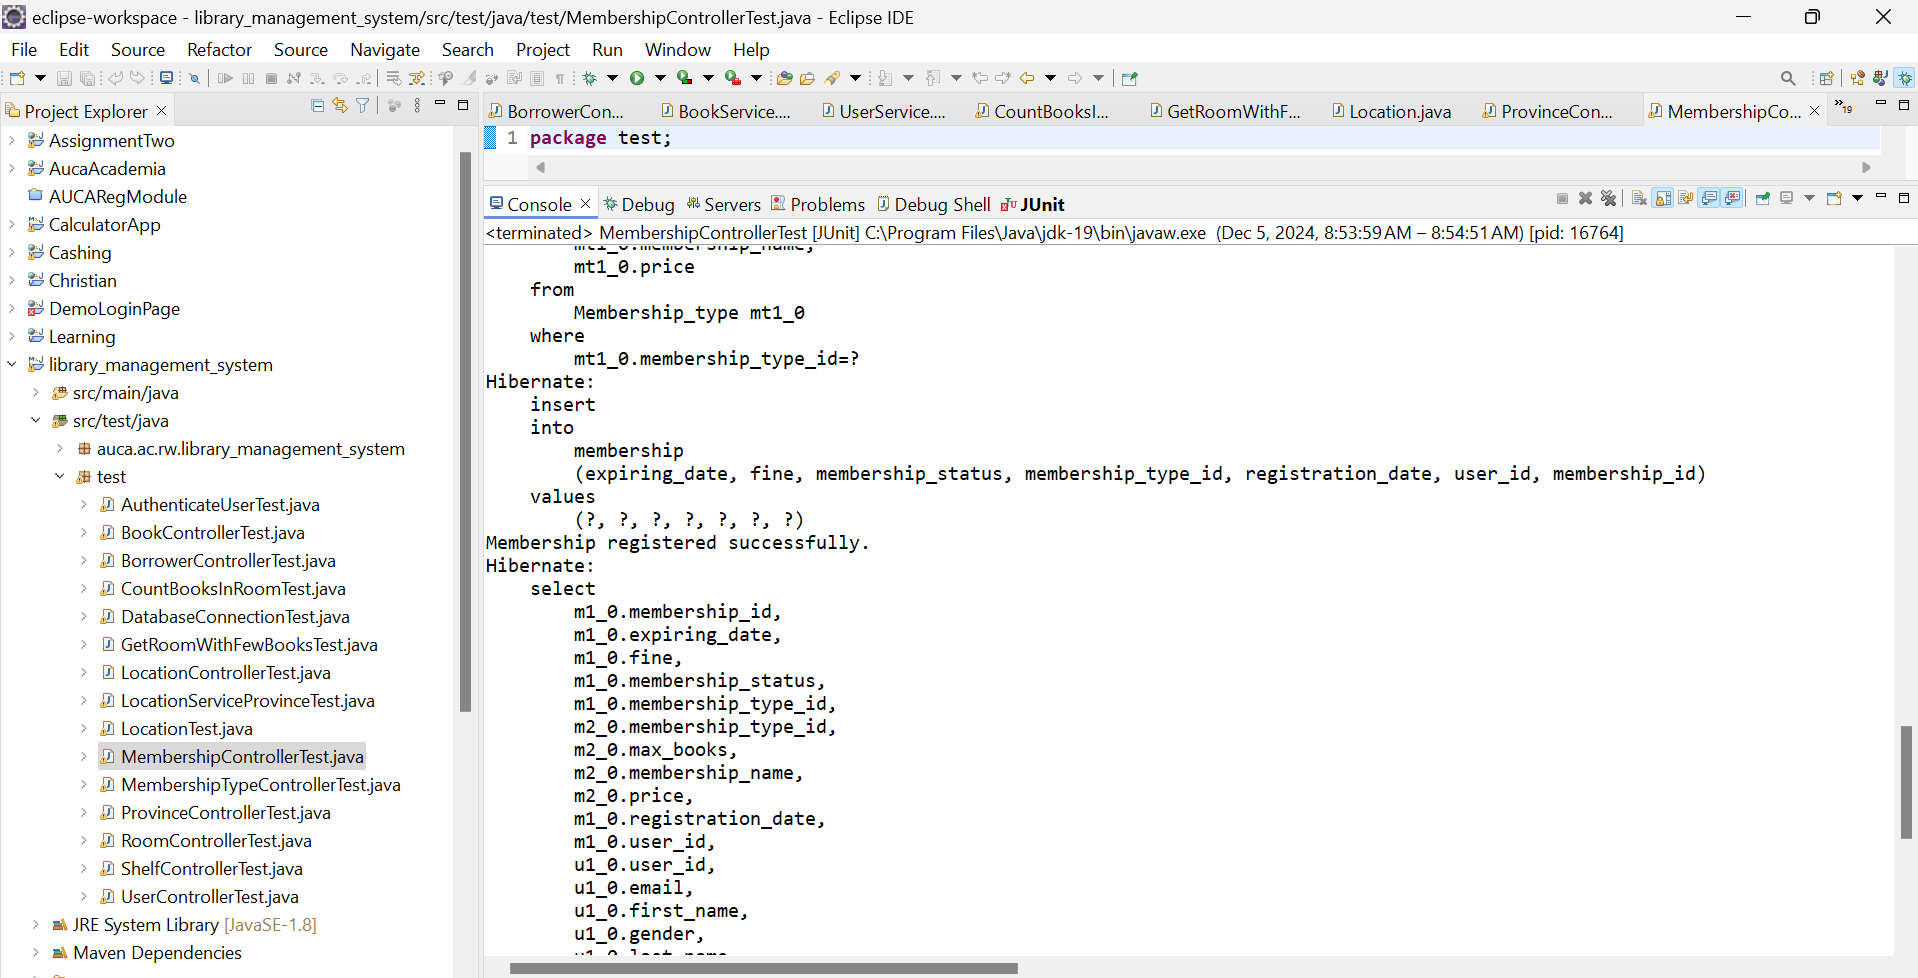 eclipse-workspace - library_management_system/src/test/java/test/MembershipControllerTest.java - Eclipse IDE
File Edit Source Refactor Source Navigate Search Project Run Window Help
Project Explorer
AssignmentTwo
AucaAcademia
AUCARegModule
CalculatorApp
Cashing
Christian
DemoLoginPage
Learning
library_management_system
src/main/java
src/test/java
auca.ac.rw.library_management_system
test
AuthenticateUserTest.java
BookControllerTest.java
BorrowerControllerTest.java
CountBooksInRoomTest.java
DatabaseConnectionTest.java
GetRoomWithFewBooksTest.java
LocationControllerTest.java
LocationServiceProvinceTest.java
LocationTest.java
MembershipControllerTest.java
MembershipTypeControllerTest.java
ProvinceControllerTest.java
RoomControllerTest.java
ShelfControllerTest.java
UserControllerTest.java
JRE System Library [JavaSE-1.8]
Maven Dependencies
BorrowerCon... BookService.... UserService.... CountBooksI... GetRoomWithF... Location.java ProvinceCon... MembershipCo... »19
1 package test;
Console Debug Servers Problems Debug Shell JUnit
<terminated> MembershipControllerTest [JUnit] C:\Program Files\Java\jdk-19\bin\javaw.exe (Dec 5, 2024, 8:53:59 AM – 8:54:51 AM) [pid: 16764]
mt1_0.membership_name,
mt1_0.price
from
Membership_type mt1_0
where
mt1_0.membership_type_id=?
Hibernate:
insert
into
membership
(expiring_date, fine, membership_status, membership_type_id, registration_date, user_id, membership_id)
values
(?, ?, ?, ?, ?, ?, ?)
Membership registered successfully.
Hibernate:
select
m1_0.membership_id,
m1_0.expiring_date,
m1_0.fine,
m1_0.membership_status,
m1_0.membership_type_id,
m2_0.membership_type_id,
m2_0.max_books,
m2_0.membership_name,
m2_0.price,
m1_0.registration_date,
m1_0.user_id,
u1_0.user_id,
u1_0.email,
u1_0.first_name,
u1_0.gender,
u1_0.last_name